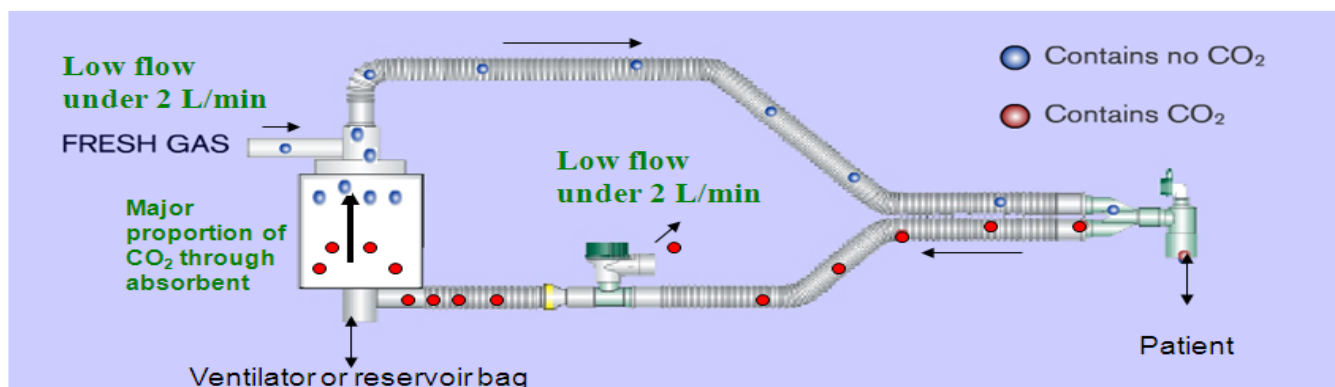 Low flow
under 2 L/min
FRESH GAS
Major
proportion of
CO₂ through
absorbent
Low flow
under 2 L/min
Contains no CO₂
Contains CO₂
Patient
Ventilator or reservoir bag